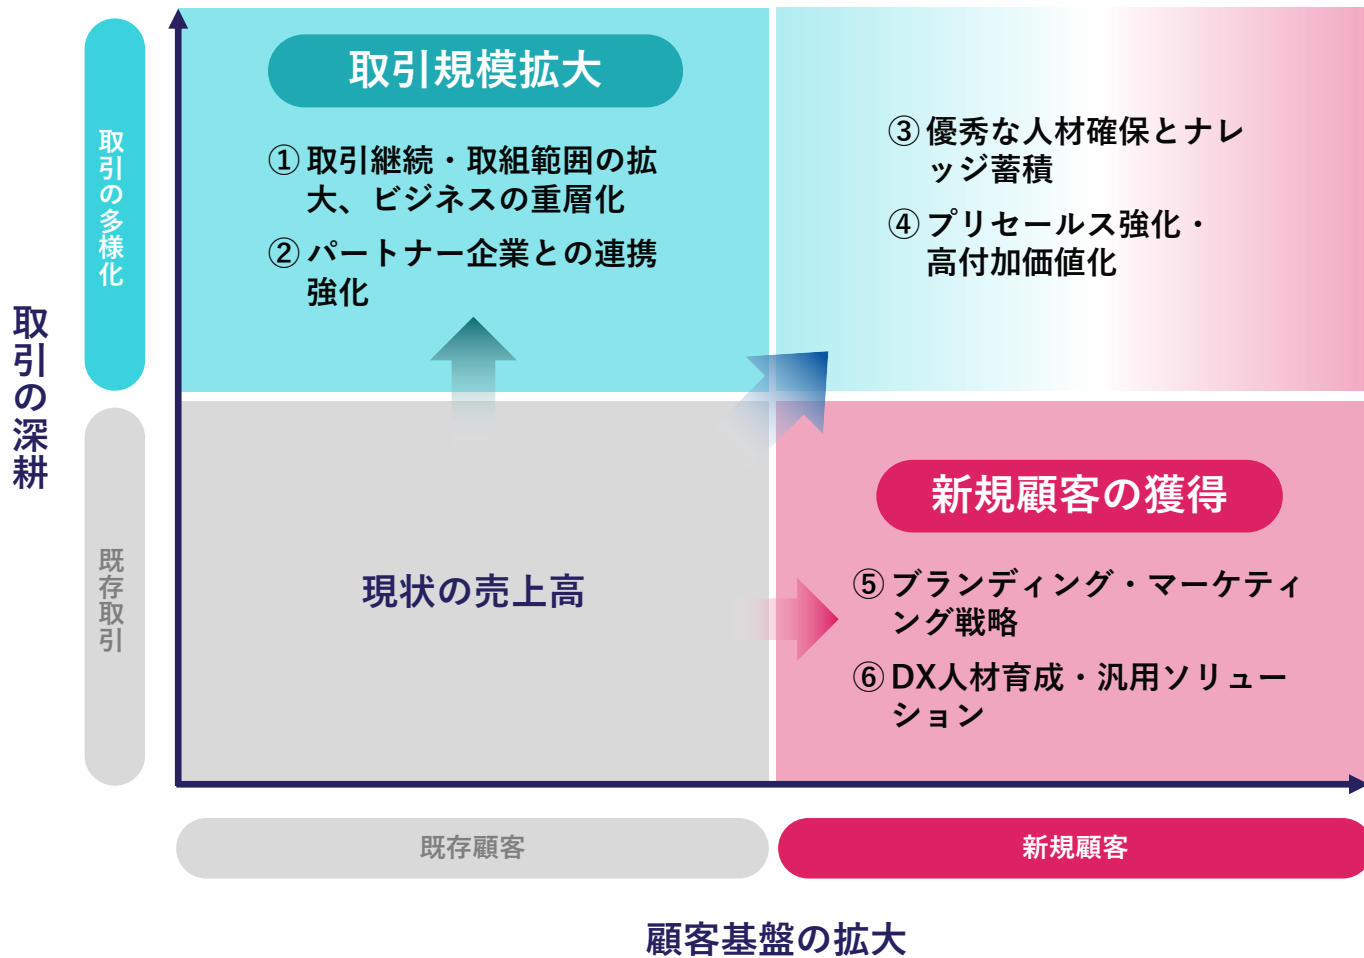 取引の深耕
取引の多様化
既存取引
取引規模拡大
① 取引継続・取組範囲の拡
大、ビジネスの重層化
② パートナー企業との連携
強化
③ 優秀な人材確保とナレ
ッジ蓄積
④ プリセールス強化・
高付加価値化
現状の売上高
新規顧客の獲得
⑤ ブランディング・マーケティ
ング戦略
⑥ DX人材育成・汎用ソリュー
ション
既存顧客
新規顧客
顧客基盤の拡大